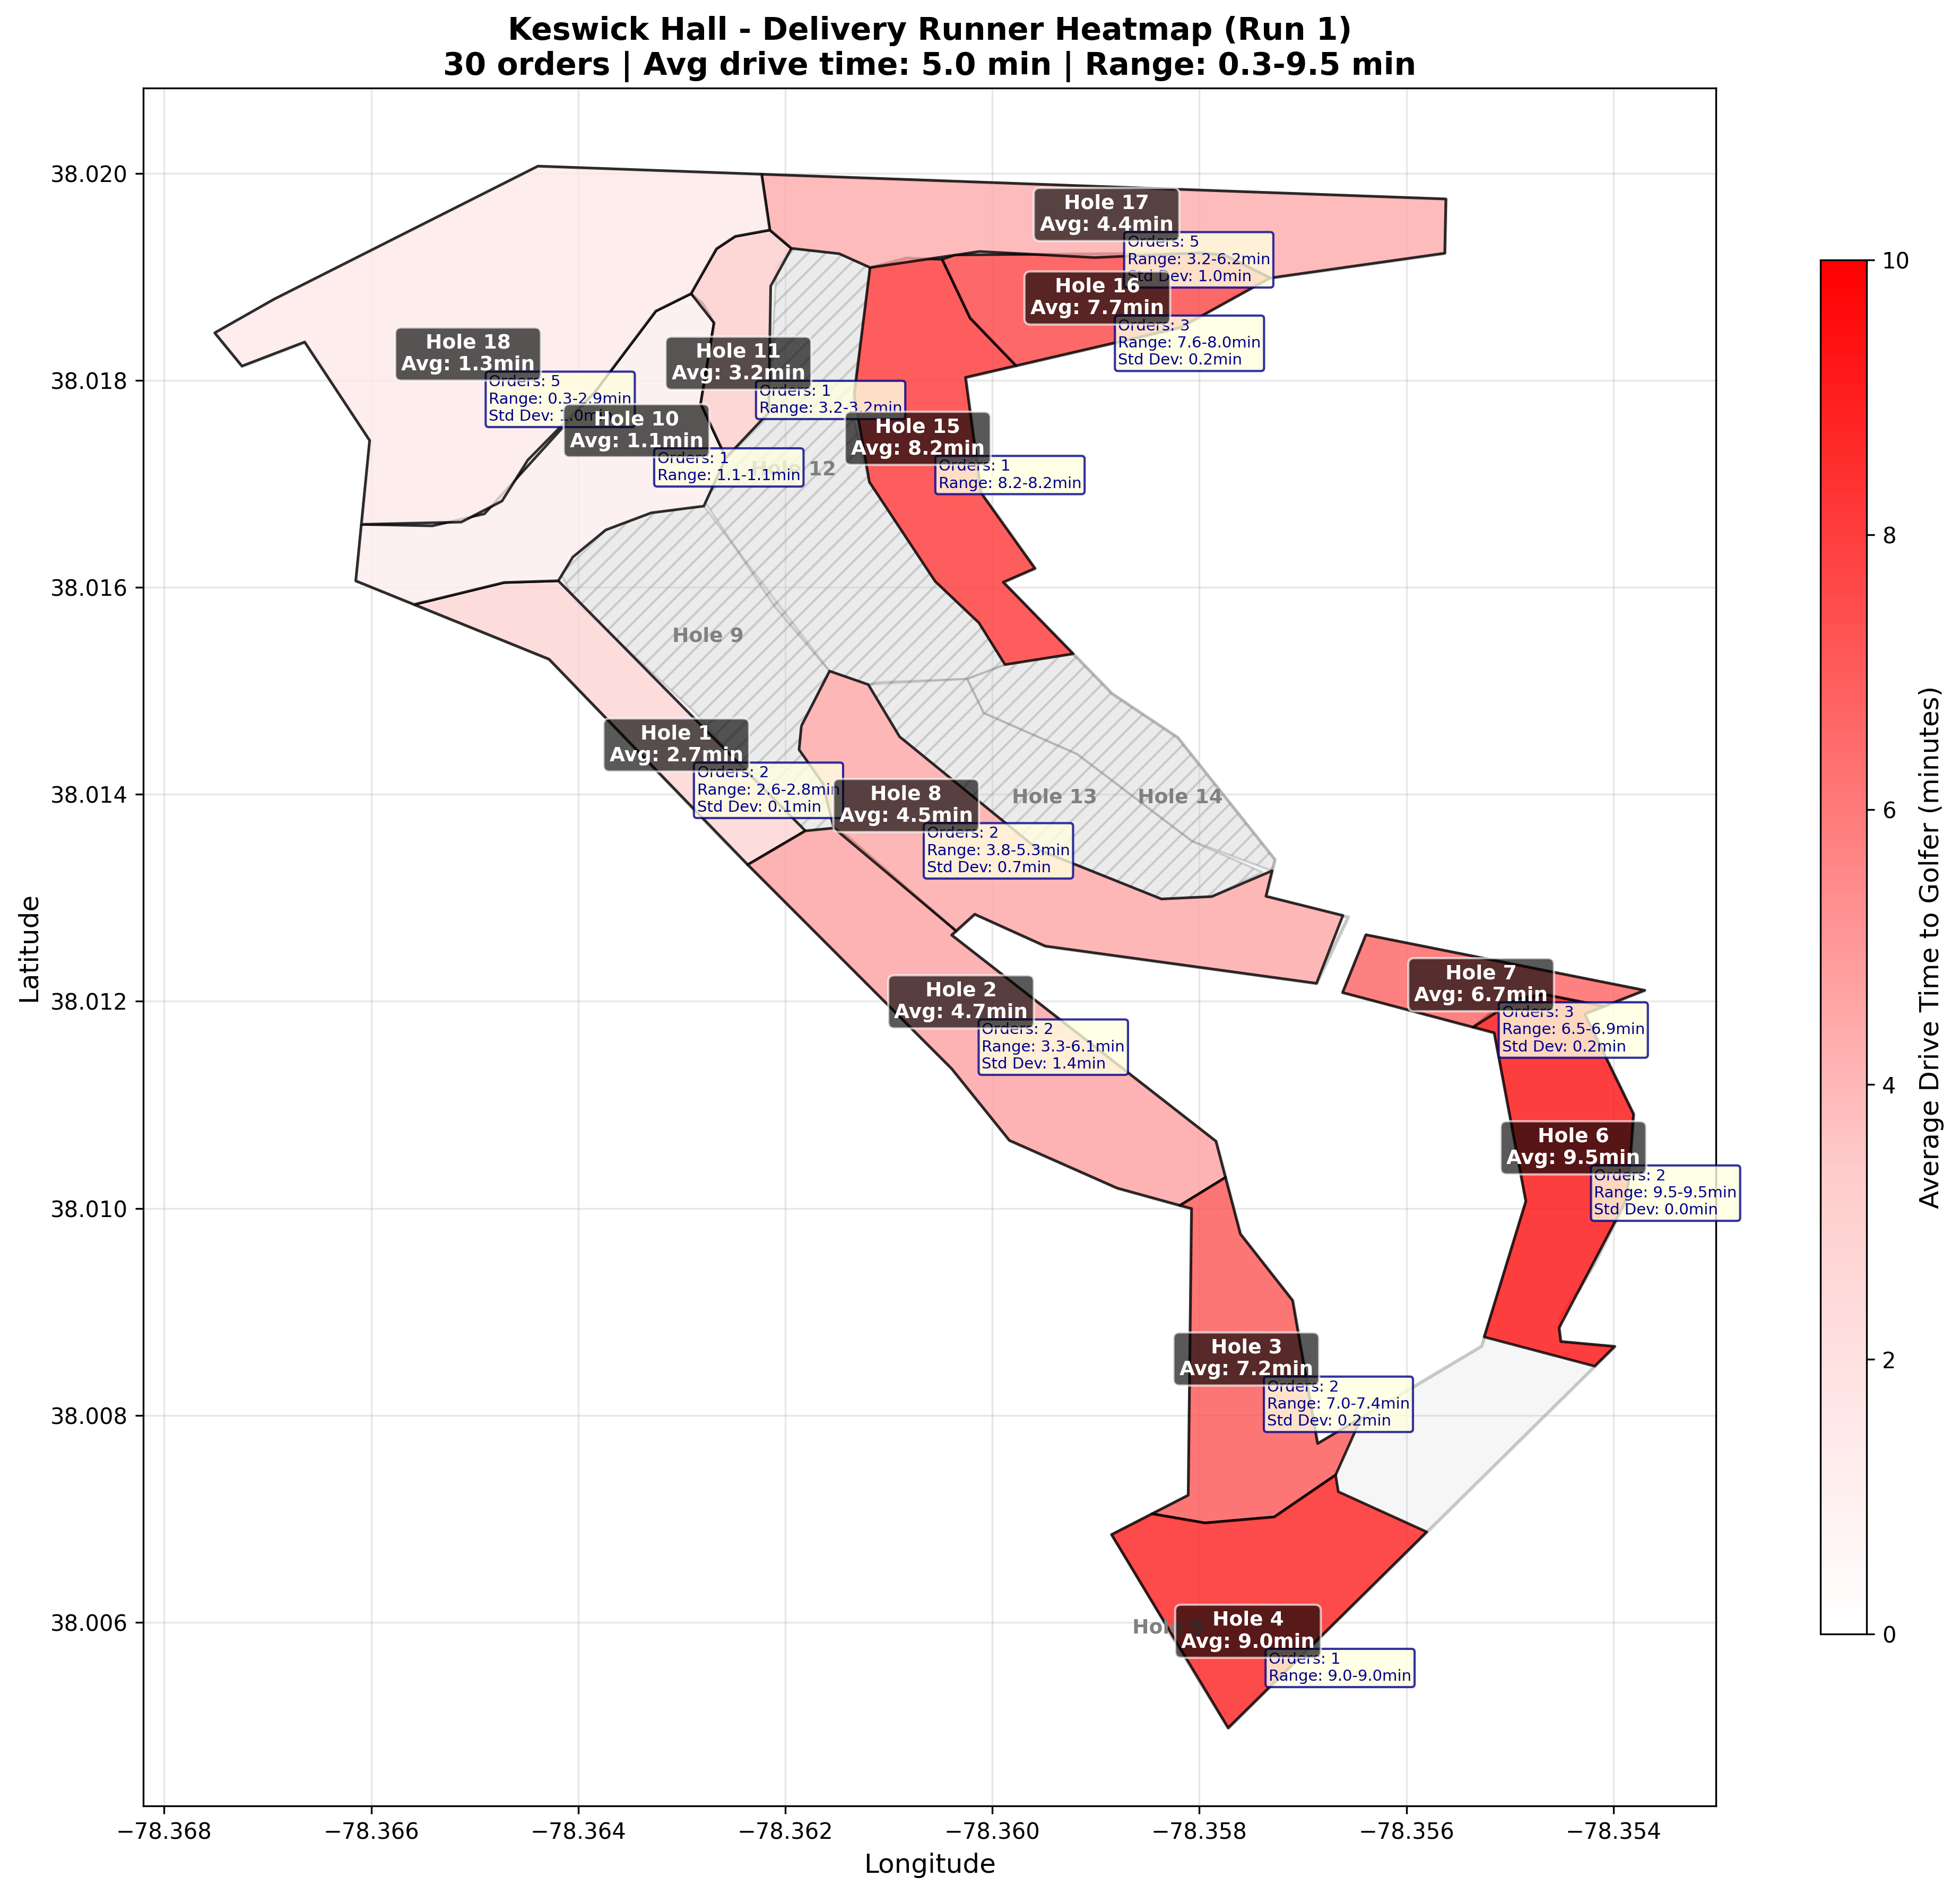 Keswick Hall - Delivery Runner Heatmap (Run 1)
30 orders | Avg drive time: 5.0 min | Range: 0.3-9.5 min
Latitude
38.020
38.018
38.016
38.014
38.012
38.010
38.008
38.006
Hole 17
Avg: 4.4min
Orders: 5
Range: 3.2-6.2min
Std Dev: 1.0min
Hole 16
Avg: 7.7min
Orders: 3
Range: 7.6-8.0min
Std Dev: 0.2min
Hole 18
Avg: 1.3min
Orders: 5
Range: 0.3-2.9min
Std Dev: 1.0min
Hole 11
Avg: 3.2min
Orders: 1
Range: 3.2-3.2min
Hole 10
Avg: 1.1min
Orders: 1
Range: 1.1-1.1min
Hole 12
Hole 15
Avg: 8.2min
Orders: 1
Range: 8.2-8.2min
Hole 9
Hole 1
Avg: 2.7min
Orders: 2
Range: 2.6-2.8min
Std Dev: 0.1min
Hole 8
Avg: 4.5min
Orders: 2
Range: 3.8-5.3min
Std Dev: 0.7min
Hole 13
Hole 14
Hole 2
Avg: 4.7min
Orders: 2
Range: 3.3-6.1min
Std Dev: 1.4min
Hole 7
Avg: 6.7min
Orders: 3
Range: 6.5-6.9min
Std Dev: 0.2min
Hole 6
Avg: 9.5min
Orders: 2
Range: 9.5-9.5min
Std Dev: 0.0min
Hole 3
Avg: 7.2min
Orders: 2
Range: 7.0-7.4min
Std Dev: 0.2min
Hole 4
Avg: 9.0min
Orders: 1
Range: 9.0-9.0min
−78.368
−78.366
−78.364
−78.362
−78.360
−78.358
−78.356
−78.354
Longitude
10
8
6
4
2
0
Average Drive Time to Golfer (minutes)